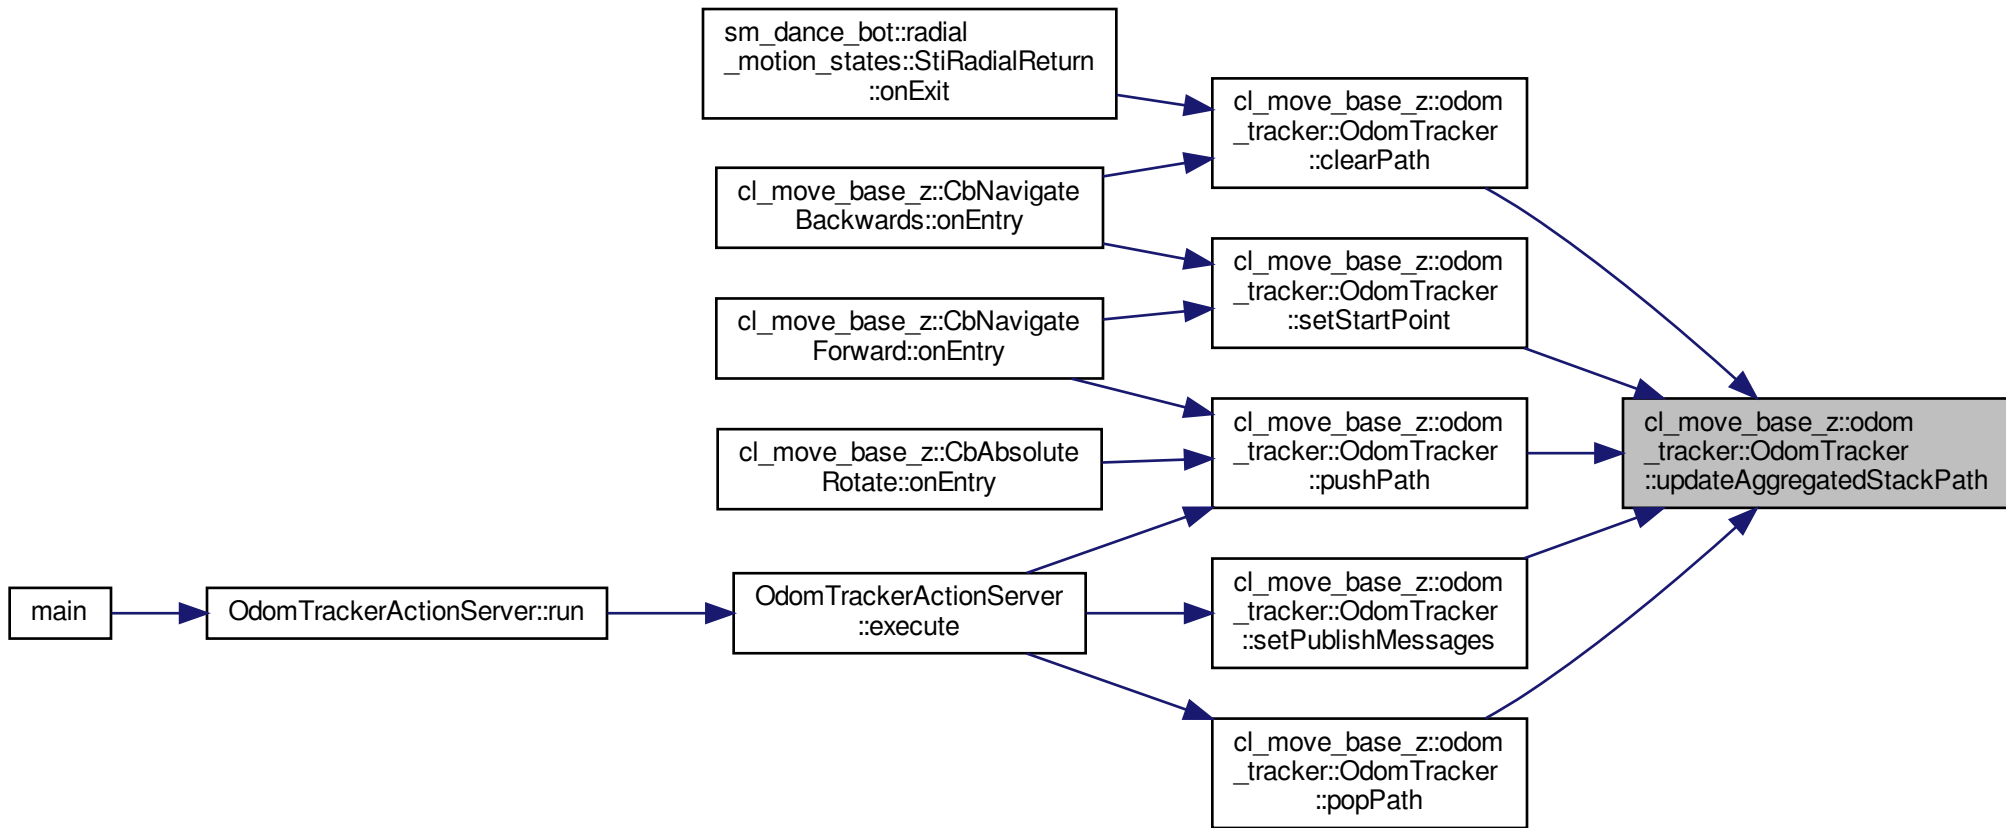 sm_dance_bot::radial
_motion_states::StiRadialReturn
::onExit
cl_move_base_z::CbNavigate
Backwards::onEntry
cl_move_base_z::CbNavigate
Forward::onEntry
cl_move_base_z::CbAbsolute
Rotate::onEntry
main
OdomTrackerActionServer::run
OdomTrackerActionServer
::execute
cl_move_base_z::odom
_tracker::OdomTracker
::clearPath
cl_move_base_z::odom
_tracker::OdomTracker
::setStartPoint
cl_move_base_z::odom
_tracker::OdomTracker
::pushPath
cl_move_base_z::odom
_tracker::OdomTracker
::setPublishMessages
cl_move_base_z::odom
_tracker::OdomTracker
::popPath
cl_move_base_z::odom
_tracker::OdomTracker
::updateAggregatedStackPath